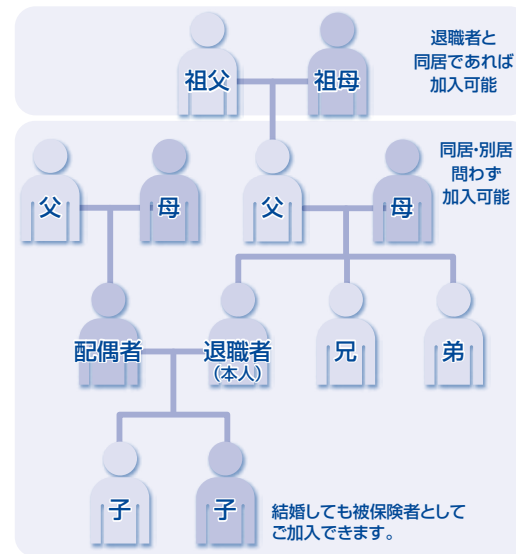 祖父
祖母
退職者と
同居であれば
加入可能
父
母
父
母
同居・別居
問わず
加入可能
配偶者
退職者
（本人）
兄
弟
子
子
結婚しても被保険者として
ご加入できます。